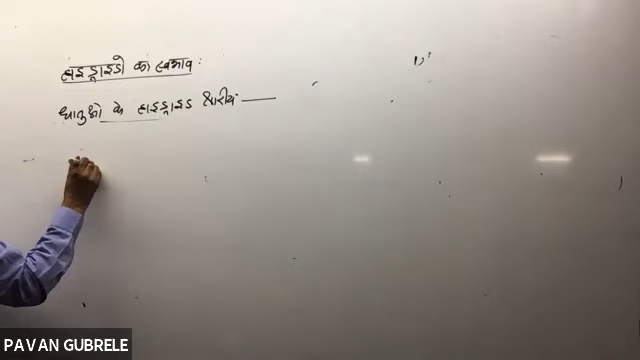 हाइड्राइडो का स्वभाव :
धातुओ के हाइड्राइड क्षारीय
PAVAN GUBRELE